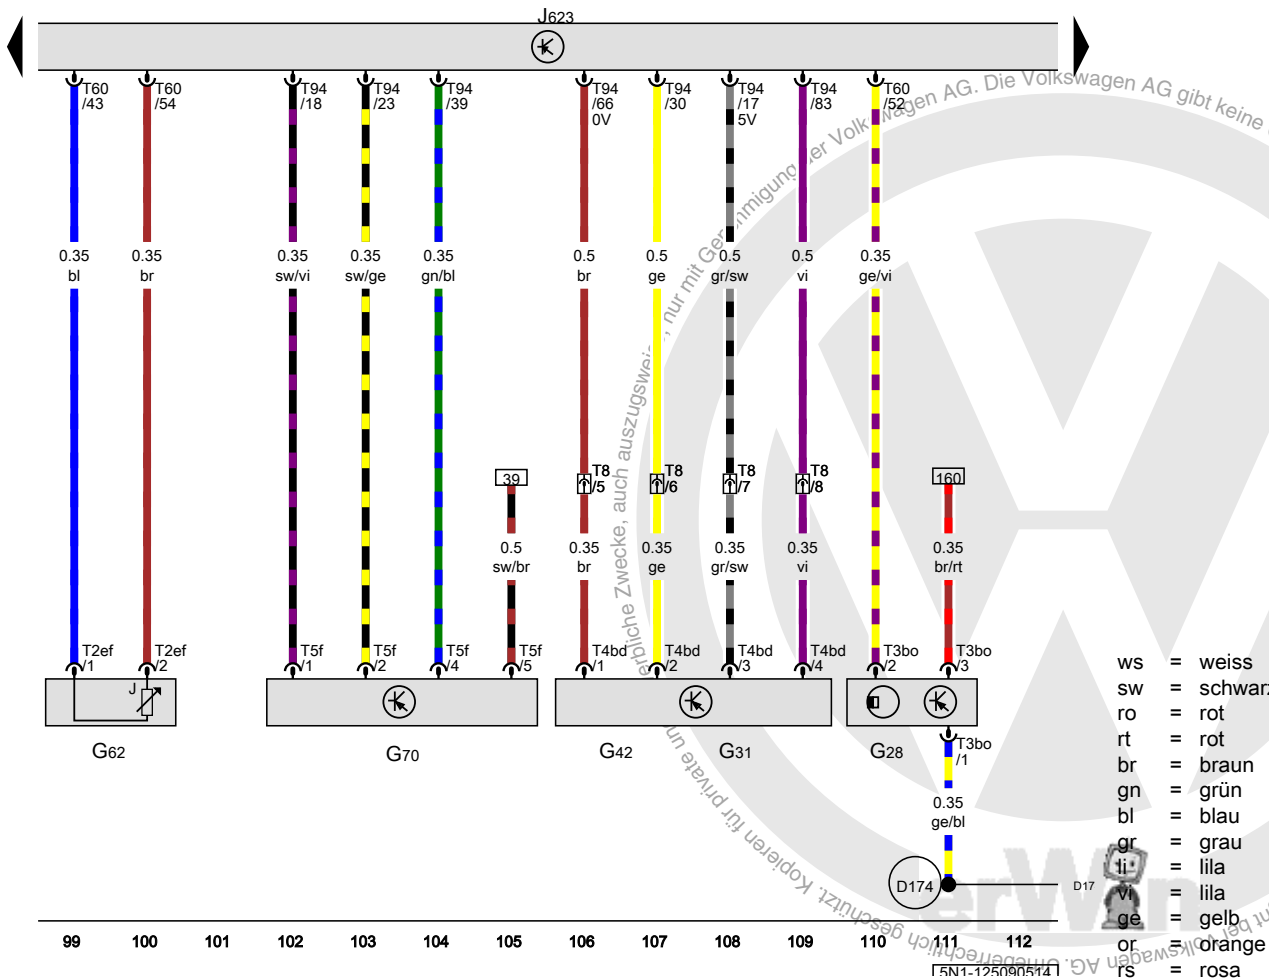 J623
T60 /43
T60 /54
T94 /18
T94 /23
T94 /39
T94 /66 0V
T94 /30
T94 /17 5V
T94 /83
T60 /52
0.35 bl
0.35 br
0.35 sw/vi
0.35 sw/ge
0.35 gn/bl
0.5 br
0.5 ge
0.5 gr/sw
0.5 vi
0.35 ge/vi
39
T8 /5
T8 /6
T8 /7
T8 /8
160
0.5 sw/br
0.35 br
0.35 ge
0.35 gr/sw
0.35 vi
0.35 br/rt
T2ef /1
T2ef /2
T5f /1
T5f /2
T5f /4
T5f /5
T4bd /1
T4bd /2
T4bd /3
T4bd /4
T3bo /2
T3bo /3
J
G62
G70
G42
G31
G28
T3bo /1
0.35 ge/bl
D174
D17
99 100 101 102 103 104 105 106 107 108 109 110 111 112
5N1-125090514
ws = weiss
sw = schwarz
ro = rot
rt = rot
br = braun
gn = grün
bl = blau
gr = grau
li = lila
vi = lila
ge = gelb
or = orange
rs = rosa
erWin
erbliche Zwecke, auch auszugsweise, nur mit Genehmigung der Volkswagen AG. Die Volkswagen AG gibt keine
Volkswagen AG.
geschützt. Kopieren für private